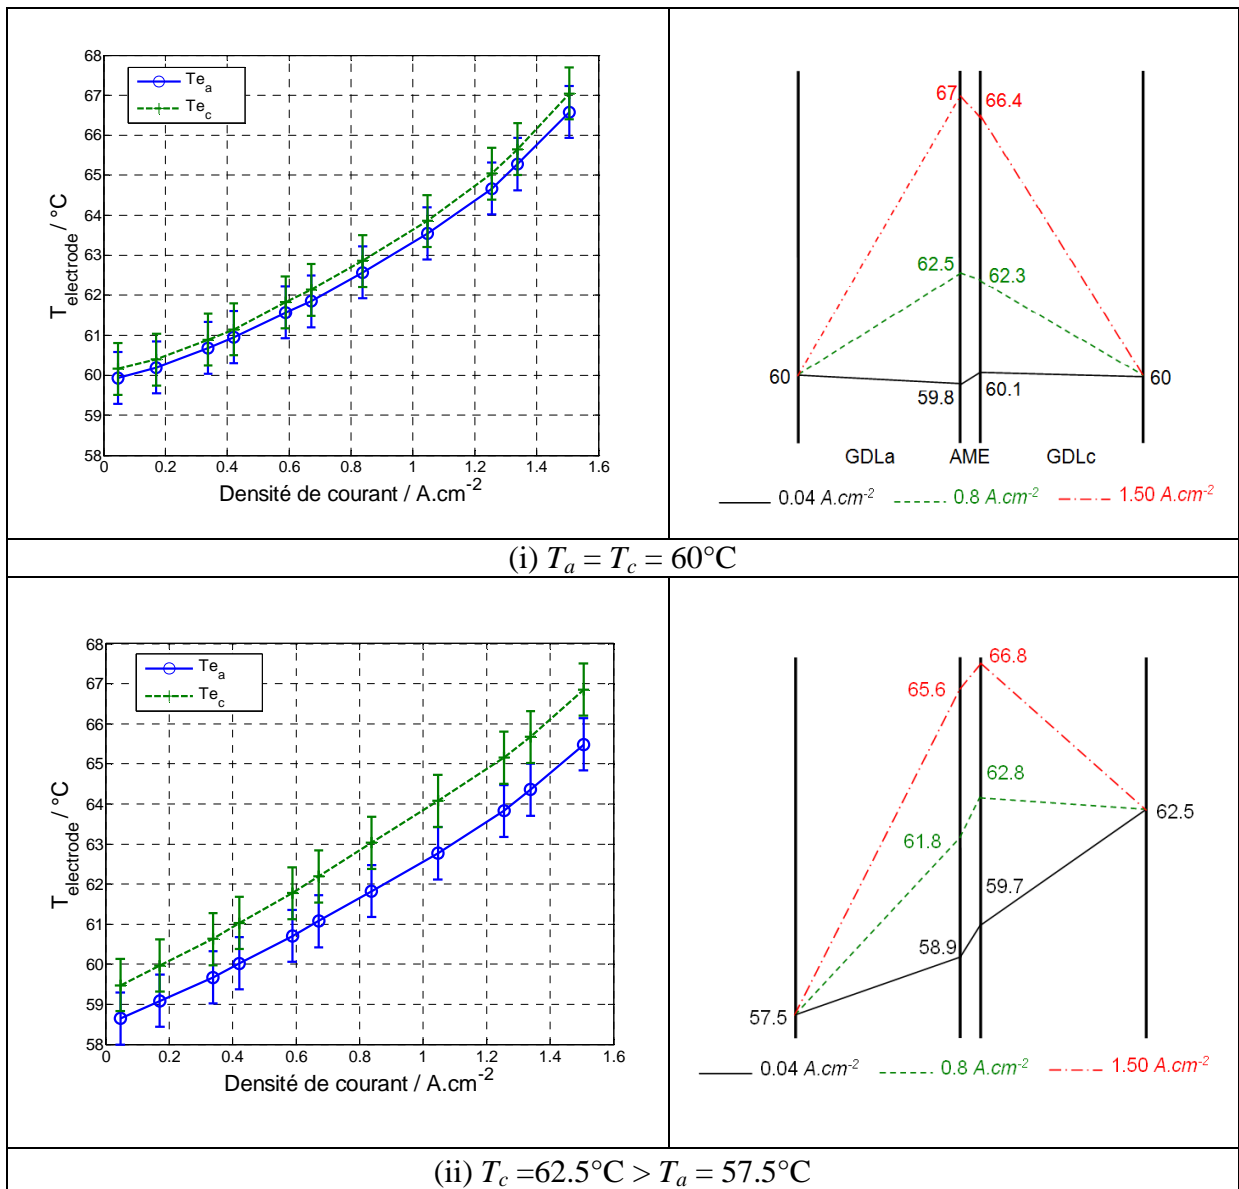 68
67
66
65
64
63
62
61
60
59
58
T_electrode / °C
Te_a
Te_c
0 0.2 0.4 0.6 0.8 1 1.2 1.4 1.6
Densité de courant / A.cm^-2
67 66.4
62.5 62.3
60 60
59.8 60.1
GDLa AME GDLc
0.04 A.cm^-2 0.8 A.cm^-2 1.50 A.cm^-2
(i) T_a = T_c = 60°C
68
67
66
65
64
63
62
61
60
59
58
T_electrode / °C
Te_a
Te_c
0 0.2 0.4 0.6 0.8 1 1.2 1.4 1.6
Densité de courant / A.cm^-2
66.8
65.6
62.8
62.5
61.8
59.7
58.9
57.5
0.04 A.cm^-2 0.8 A.cm^-2 1.50 A.cm^-2
(ii) T_c =62.5°C > T_a = 57.5°C